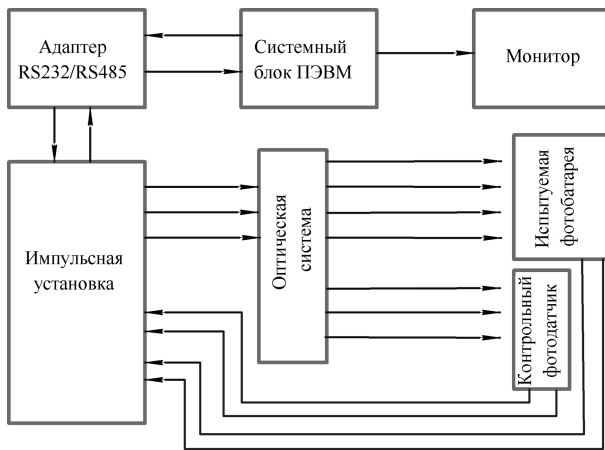 Адаптер
RS232/RS485
Системный
блок ПЭВМ
Монитор
Импульсная
установка
Оптическая
система
Испытуемая
фотобатарея
Контрольный
фотодатчик